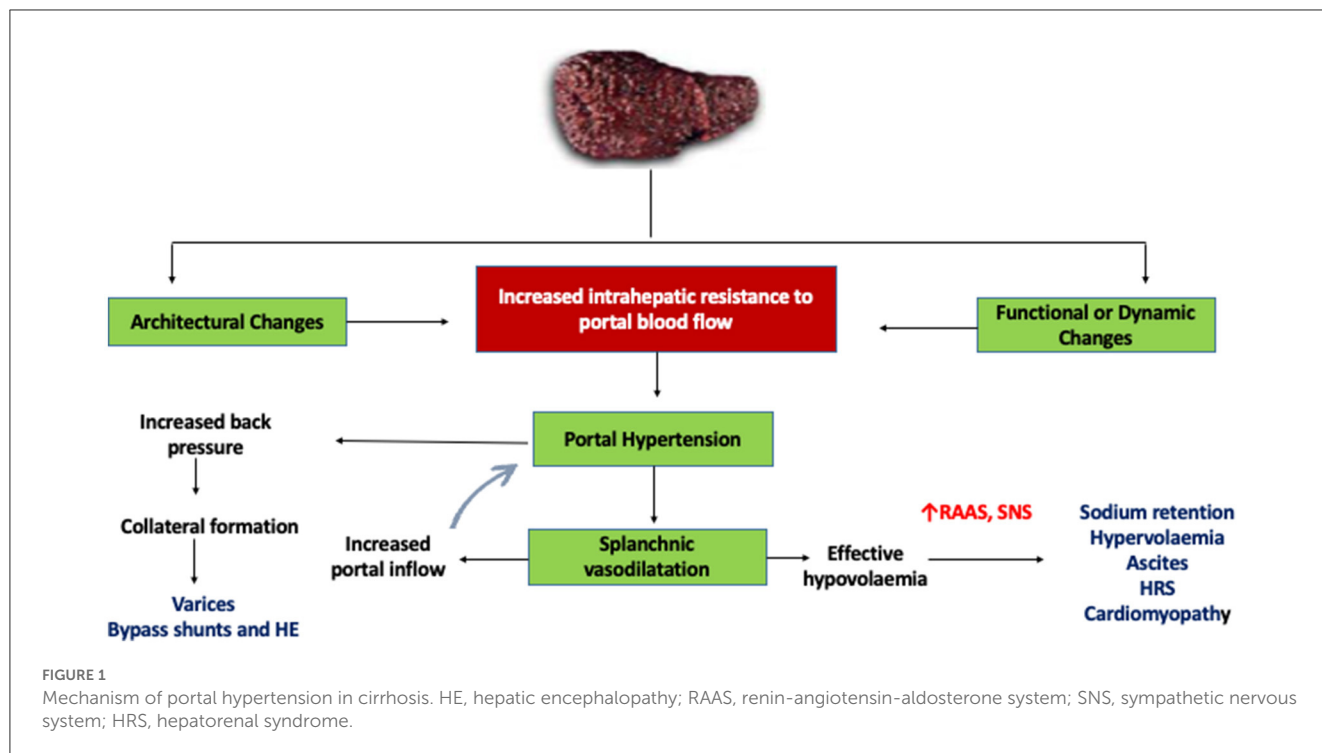 Increased intrahepatic resistance to
portal blood flow
Architectural Changes
Functional or Dynamic
Changes
Increased back
pressure
Portal Hypertension
Collateral formation
Increased
portal inflow
Splanchnic
vasodilatation
Effective
hypovolaemia
↑RAAS, SNS
Sodium retention
Hypervolaemia
Ascites
HRS
Cardiomyopathy
Varices
Bypass shunts and HE
FIGURE 1
Mechanism of portal hypertension in cirrhosis. HE, hepatic encephalopathy; RAAS, renin-angiotensin-aldosterone system; SNS, sympathetic nervous
system; HRS, hepatorenal syndrome.